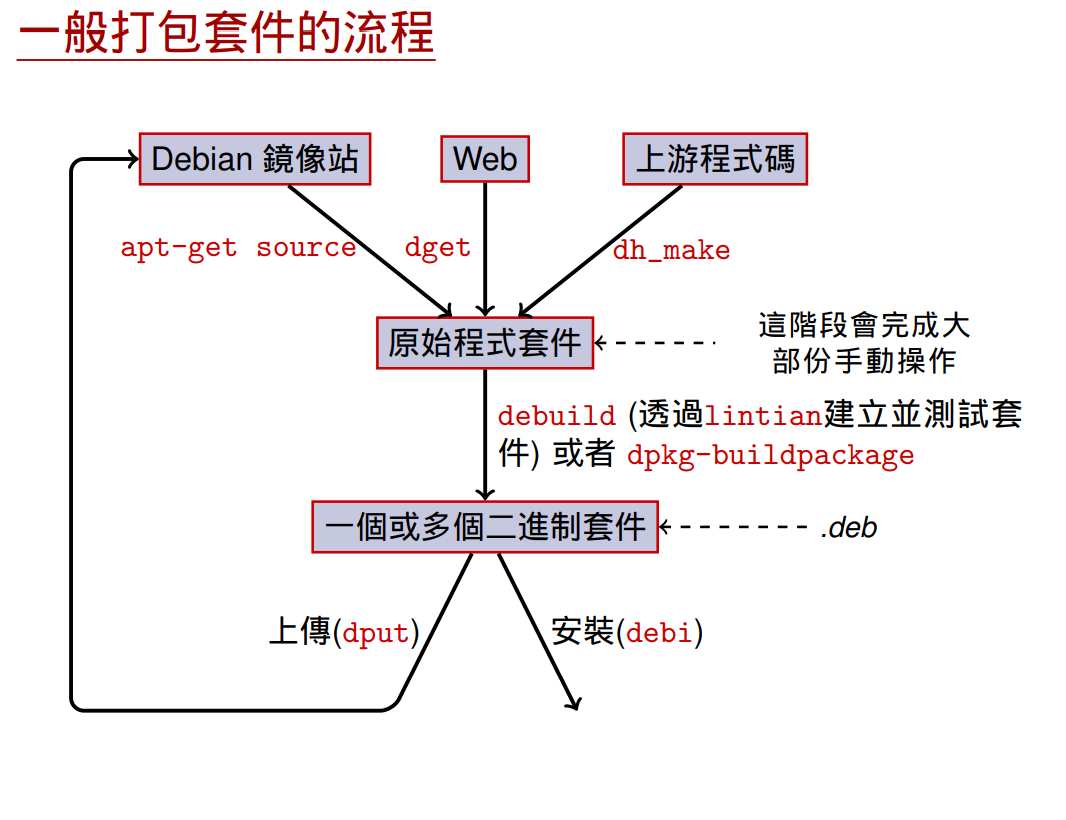 一般打包套件的流程
Debian 鏡像站
Web
上游程式碼
apt-get source
dget
dh_make
原始程式套件
這階段會完成大
部份手動操作
debuild (透過lintian建立並測試套
件) 或者 dpkg-buildpackage
一個或多個二進制套件
.deb
上傳(dput)
安裝(debi)